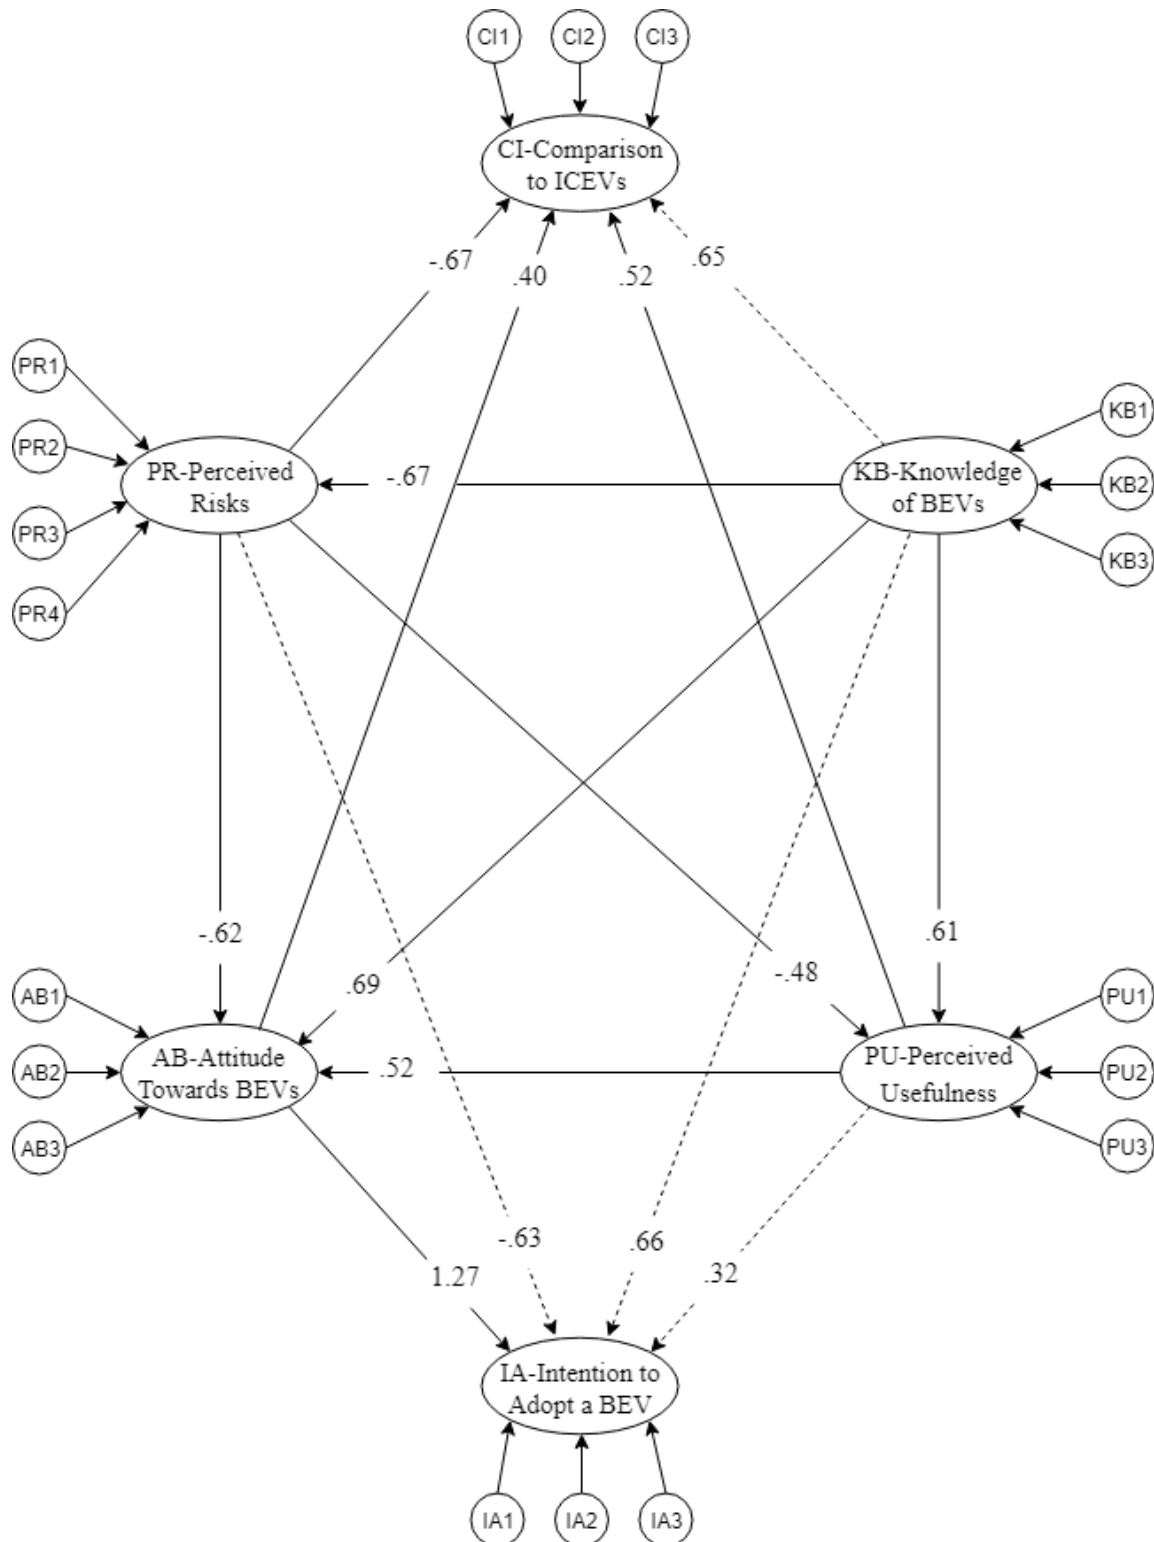 CI1 CI2 CI3
CI-Comparison
to ICEVs
-.67 .40 .52 .65
PR1
PR2
PR3
PR4
PR-Perceived
Risks
-.67
KB-Knowledge
of BEVs
KB1
KB2
KB3
-.62
.69
-.48
.61
AB1
AB2
AB3
AB-Attitude
Towards BEVs
.52
PU-Perceived
Usefulness
PU1
PU2
PU3
1.27
-.63
.66
.32
IA-Intention to
Adopt a BEV
IA1 IA2 IA3